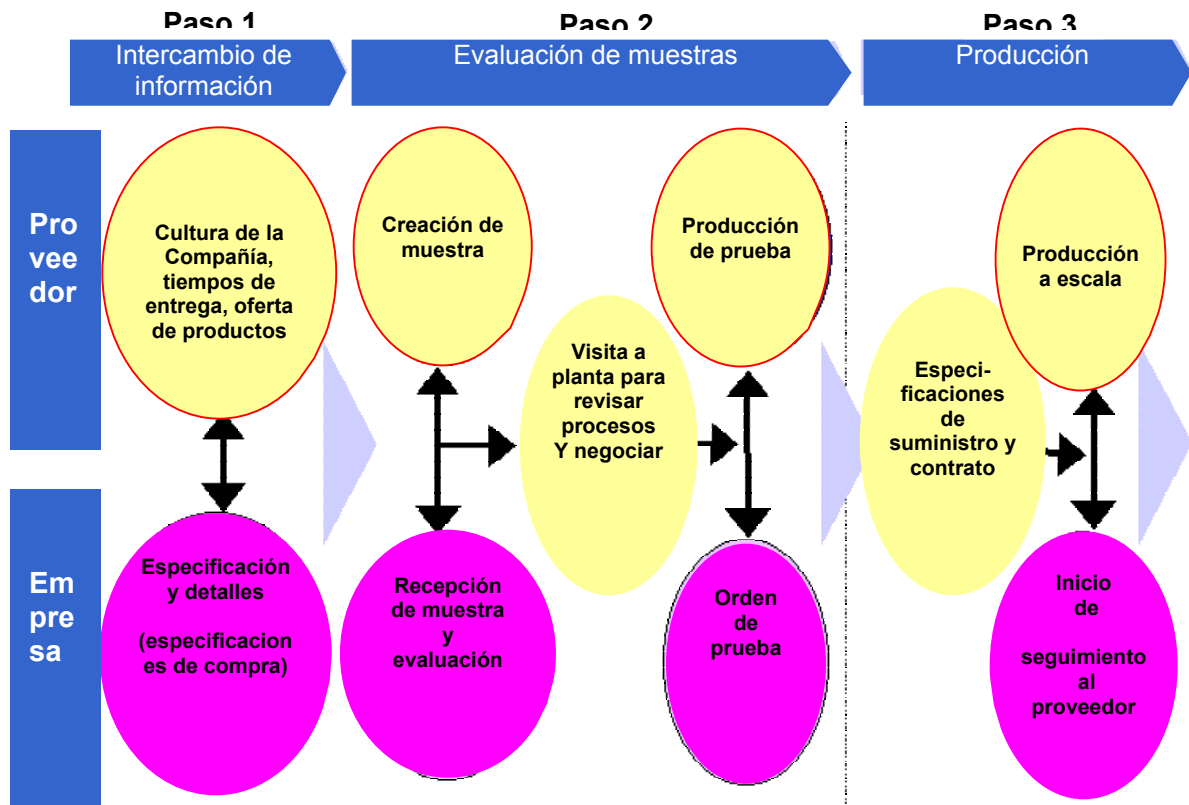 Paso 1
Paso 2
Paso 3
Intercambio de
información
Evaluación de muestras
Producción
Pro
vee
dor
Cultura de la
Compañía,
tiempos de
entrega, oferta
de productos
Creación de
muestra
Producción
de prueba
Producción
a escala
Visita a
planta para
revisar
procesos
Y negociar
Especi-
ficaciones
de
suministro y
contrato
Em
pre
sa
Especificación
y detalles
(especificacion
es de compra)
Recepción
de muestra
y
evaluación
Orden
de
prueba
Inicio
de
seguimiento
al
proveedor